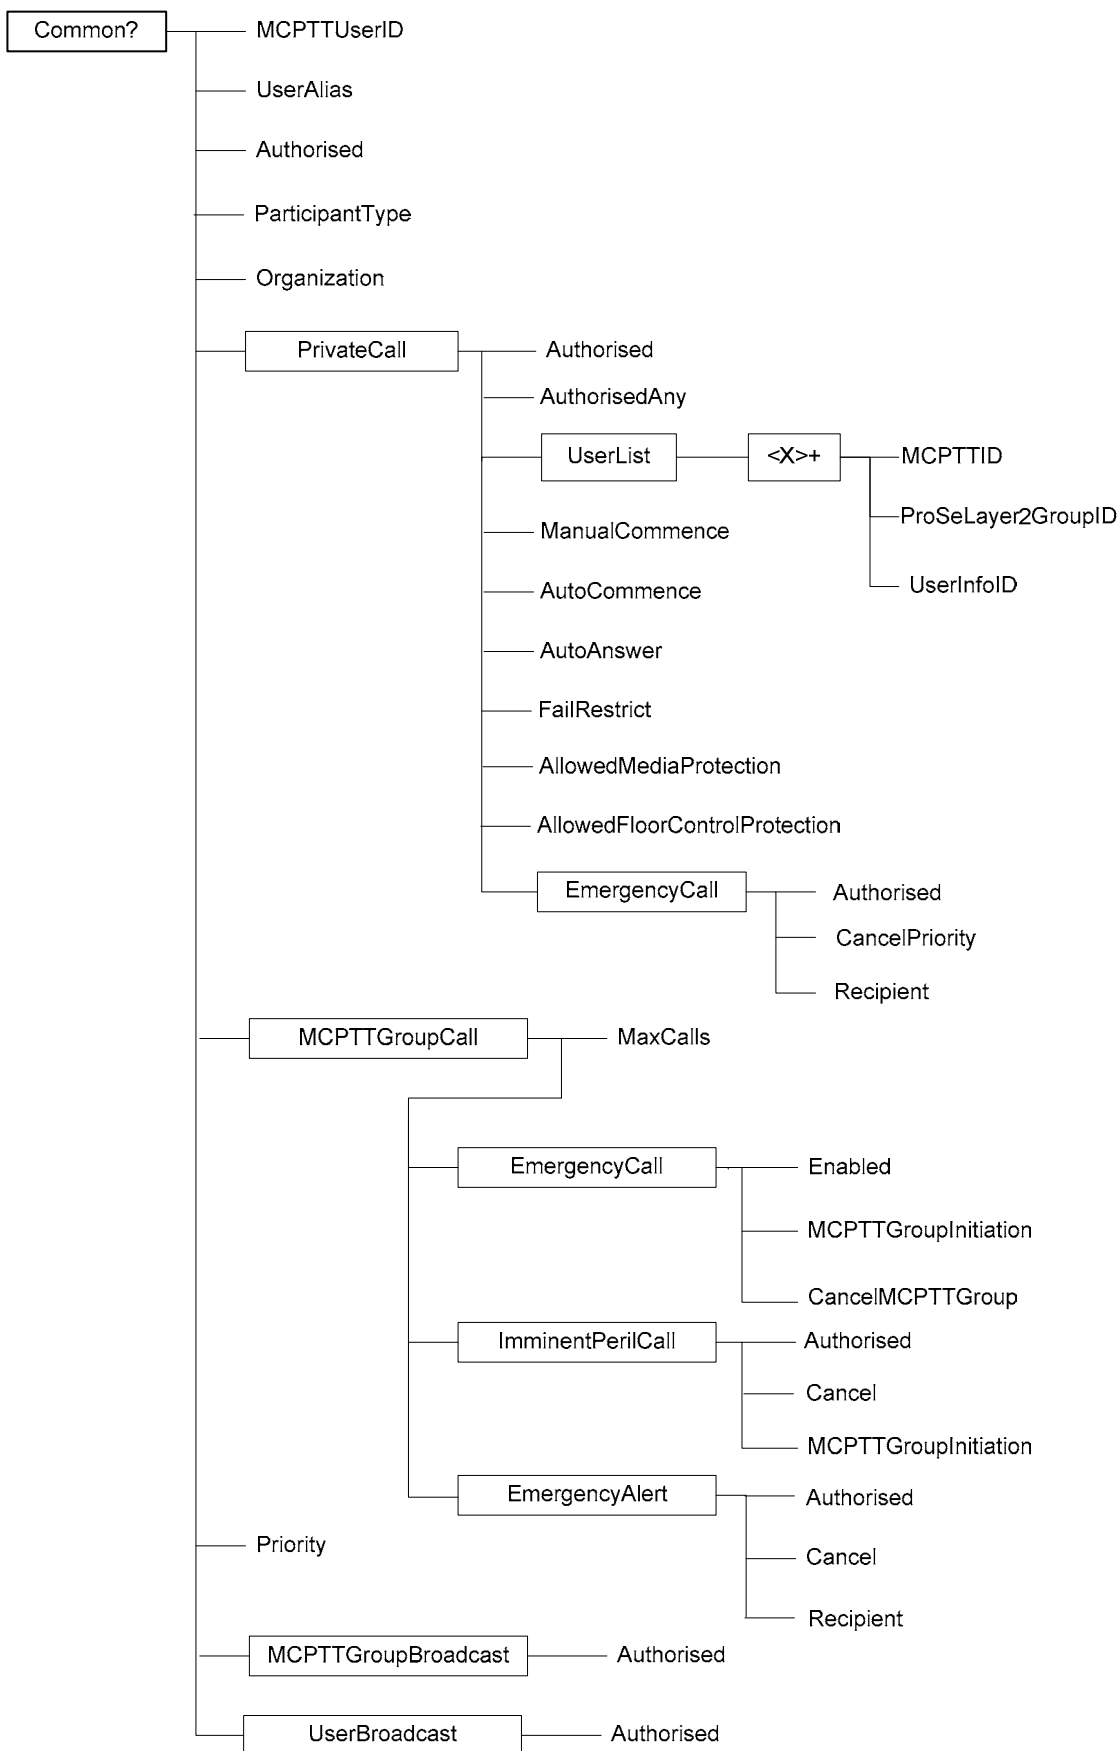 Common?
MCPTTUserID
UserAlias
Authorised
ParticipantType
Organization
PrivateCall
Authorised
AuthorisedAny
UserList
<X>+
MCPTTID
ProSeLayer2GroupID
UserInfoID
ManualCommence
AutoCommence
AutoAnswer
FailRestrict
AllowedMediaProtection
AllowedFloorControlProtection
EmergencyCall
Authorised
CancelPriority
Recipient
MCPTTGroupCall
MaxCalls
EmergencyCall
Enabled
MCPTTGroupInitiation
CancelMCPTTGroup
ImminentPerilCall
Authorised
Cancel
MCPTTGroupInitiation
EmergencyAlert
Authorised
Cancel
Recipient
Priority
MCPTTGroupBroadcast
Authorised
UserBroadcast
Authorised